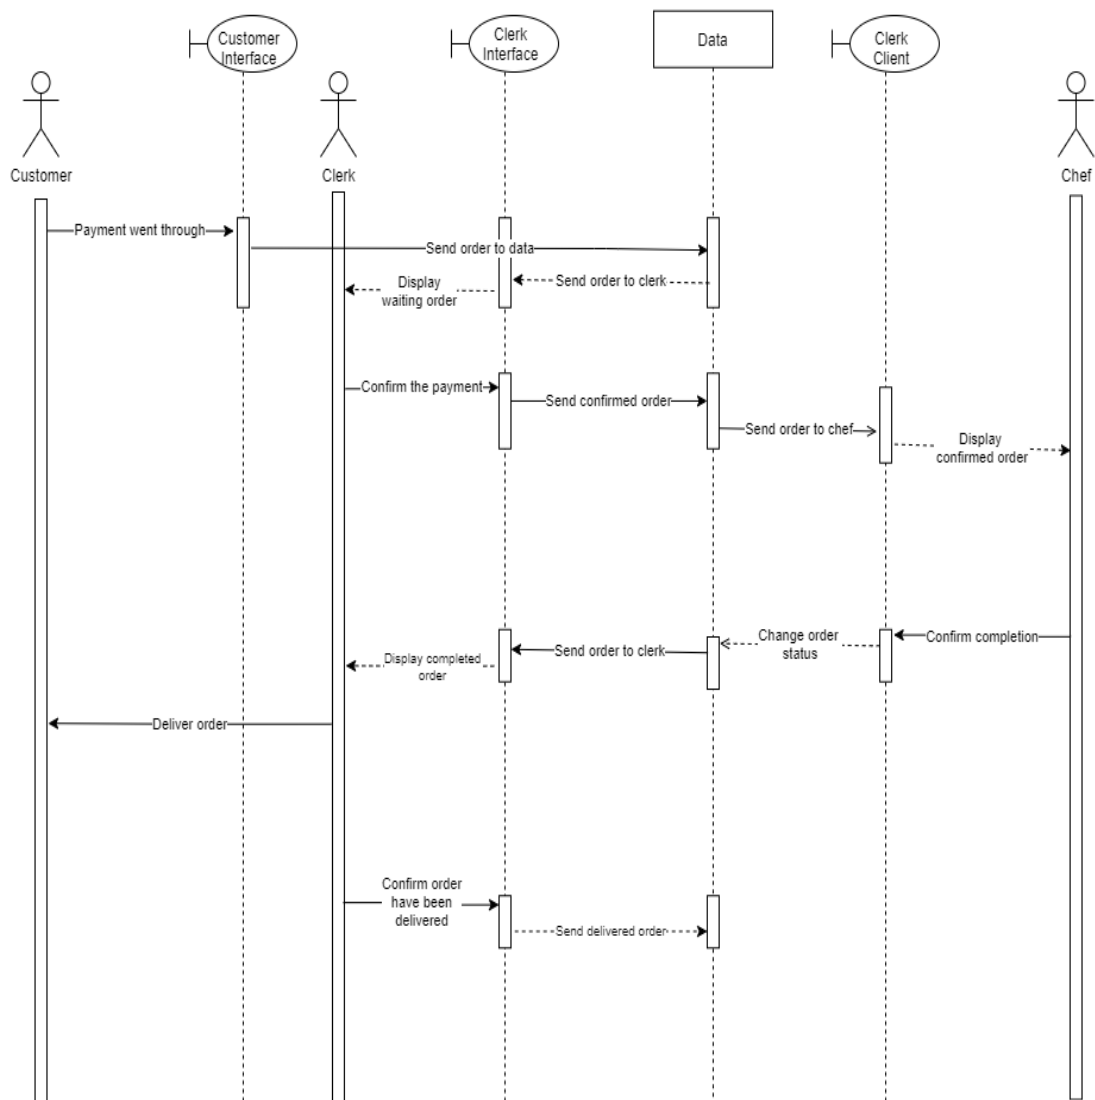 Customer
Interface
Clerk
Interface
Data
Clerk
Client
Customer
Clerk
Chef
Payment went through
Send order to data
Send order to clerk
Display
waiting order
Confirm the payment
Send confirmed order
Send order to chef
Display
confirmed order
Confirm completion
Change order
status
Send order to clerk
Display completed
order
Deliver order
Confirm order
have been
delivered
Send delivered order